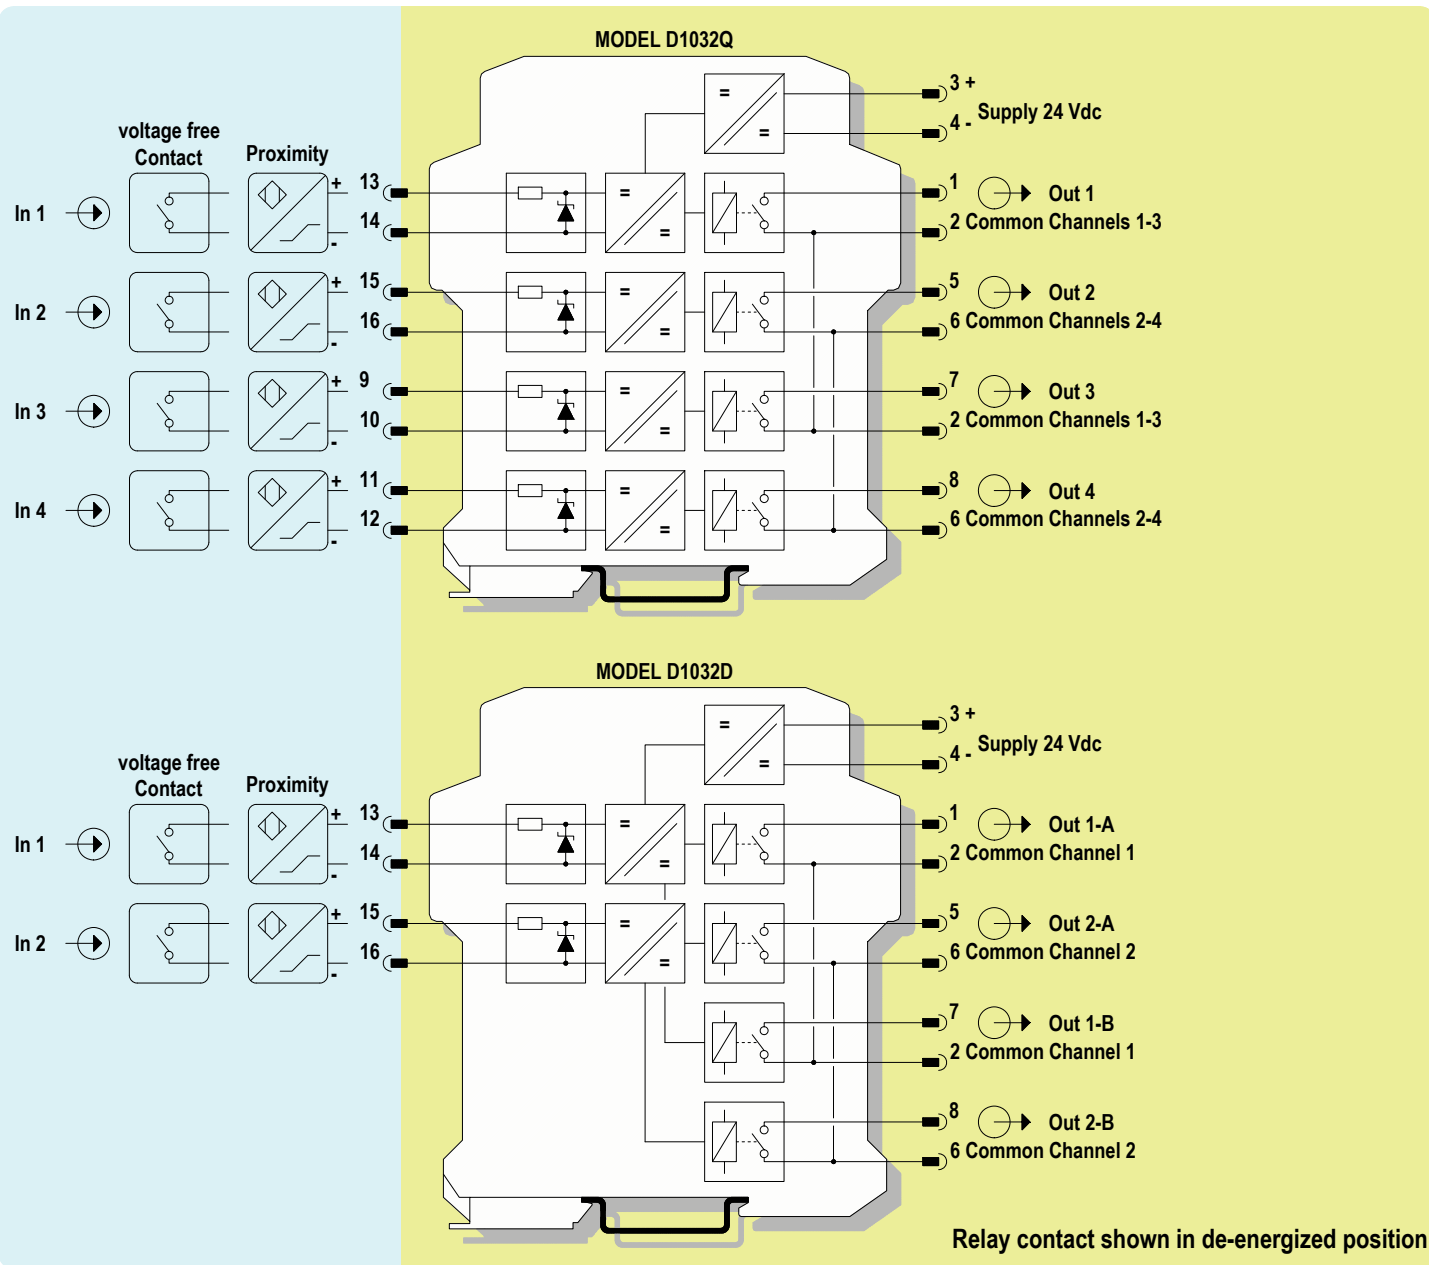 MODEL D1032Q
3 +
Supply 24 Vdc
4 -
voltage free
Contact
Proximity
In 1
+ 13
14
-
1 Out 1
2 Common Channels 1-3
In 2
+ 15
16
-
5 Out 2
6 Common Channels 2-4
In 3
+ 9
10
-
7 Out 3
2 Common Channels 1-3
In 4
+ 11
12
-
8 Out 4
6 Common Channels 2-4
MODEL D1032D
3 +
Supply 24 Vdc
4 -
voltage free
Contact
Proximity
In 1
+ 13
14
-
1 Out 1-A
2 Common Channel 1
In 2
+ 15
16
-
5 Out 2-A
6 Common Channel 2
7 Out 1-B
2 Common Channel 1
8 Out 2-B
6 Common Channel 2
Relay contact shown in de-energized position